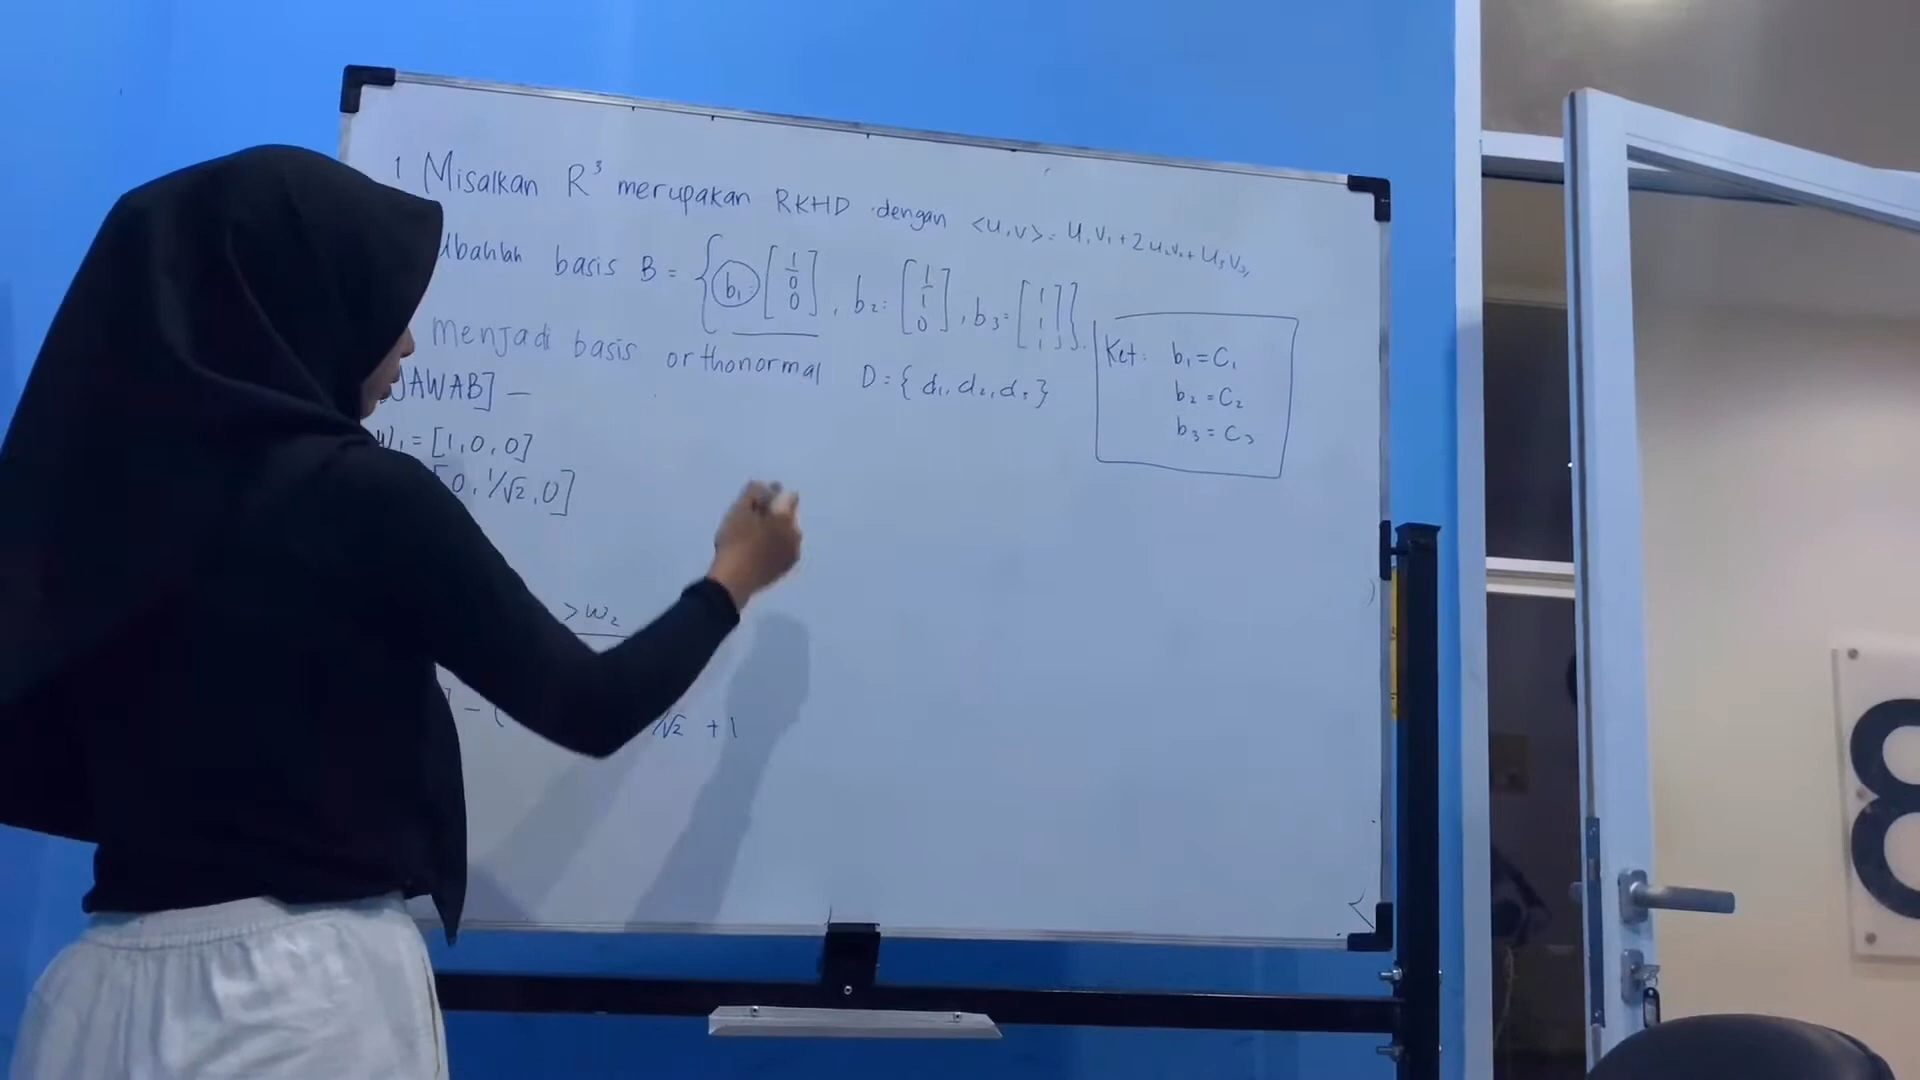 1 Misalkan R³ merupakan RKHD dengan <u,v> = u₁v₁ + 2u₂v₂ + u₃v₃,
ubahlah basis B = { b₁ = [1 0 0], b₂ = [1 1 0], b₃ = [1 1 1] }.
menjadi basis orthonormal D = { d₁, d₂, d₃ }
Ket: b₁ = C₁
b₂ = C₂
b₃ = C₃
[JAWAB] –
W₁ = [1, 0, 0]
[0, 1/√2, 0]
> w₂
] – (
/√2 + 1
8